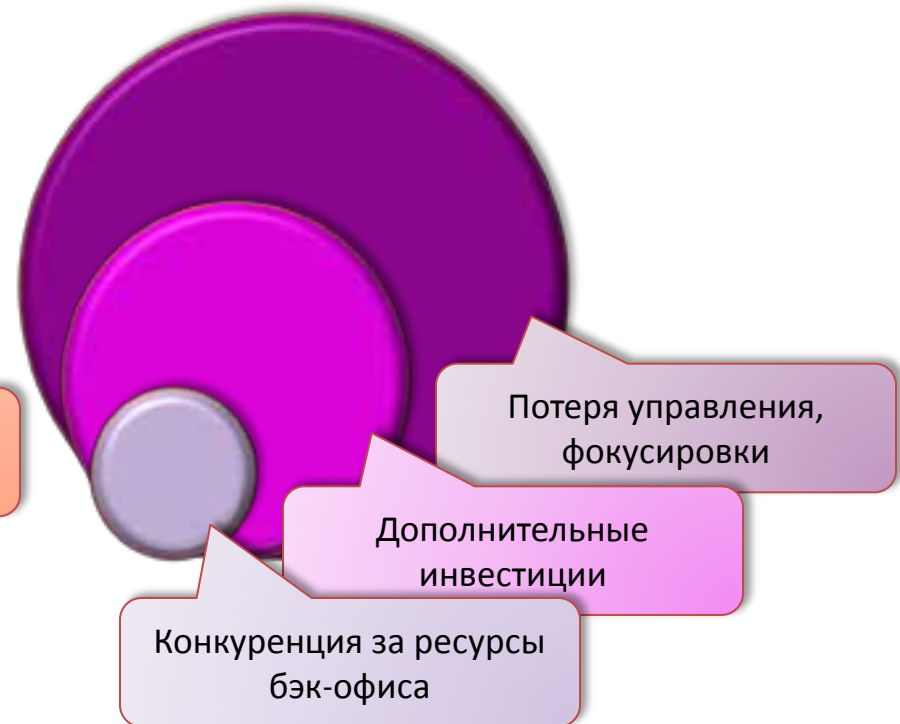 Потеря управления,
фокусировки
Дополнительные
инвестиции
Конкуренция за ресурсы
бэк-офиса